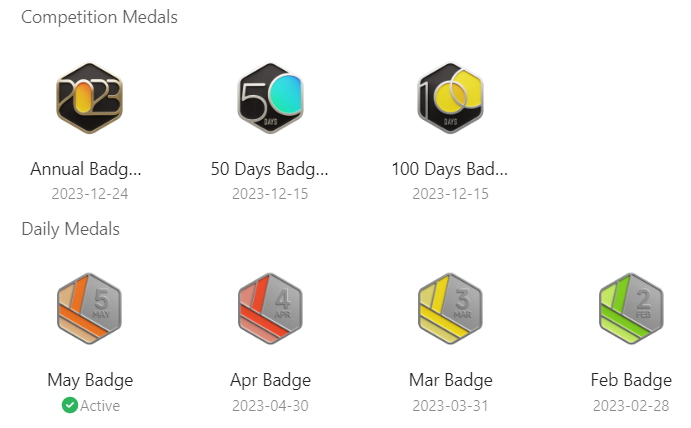 Competition Medals
2023
50
DAYS
100
DAYS
Annual Badg...
50 Days Badg...
100 Days Bad...
2023-12-24
2023-12-15
2023-12-15
Daily Medals
5
MAY
4
APR
3
MAR
2
FEB
May Badge
Apr Badge
Mar Badge
Feb Badge
Active
2023-04-30
2023-03-31
2023-02-28